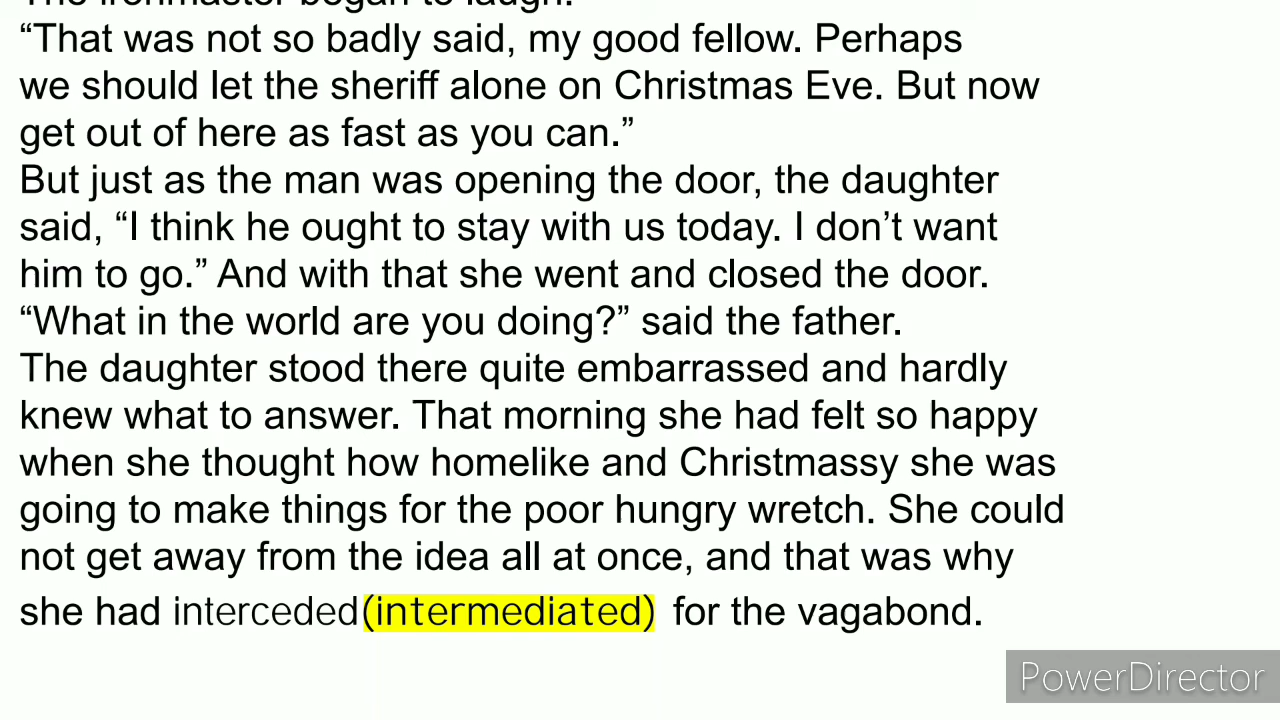 The ironmaster began to laugh.
“That was not so badly said, my good fellow. Perhaps
we should let the sheriff alone on Christmas Eve. But now
get out of here as fast as you can.”
But just as the man was opening the door, the daughter
said, “I think he ought to stay with us today. I don’t want
him to go.” And with that she went and closed the door.
“What in the world are you doing?” said the father.
The daughter stood there quite embarrassed and hardly
knew what to answer. That morning she had felt so happy
when she thought how homelike and Christmassy she was
going to make things for the poor hungry wretch. She could
not get away from the idea all at once, and that was why
she had interceded(intermediated) for the vagabond.
PowerDirector